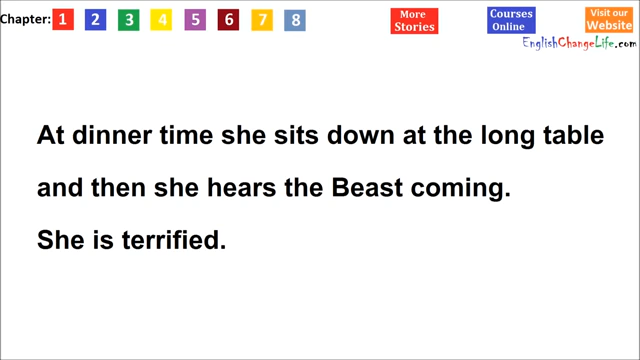 Chapter: 1 2 3 4 5 6 7 8 More Stories Courses Online Visit our Website
EnglishChangeLife.com
At dinner time she sits down at the long table
and then she hears the Beast coming.
She is terrified.